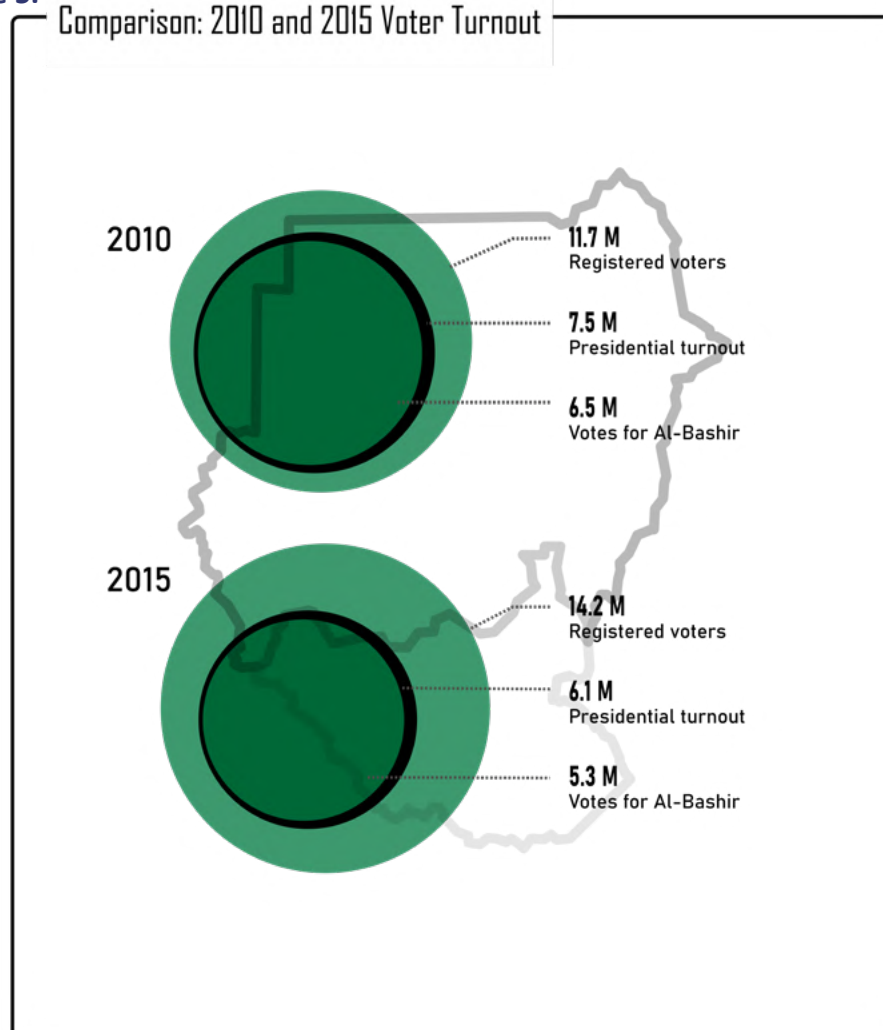 Comparison: 2010 and 2015 Voter Turnout
2010
11.7 M
Registered voters
7.5 M
Presidential turnout
6.5 M
Votes for Al-Bashir
2015
14.2 M
Registered voters
6.1 M
Presidential turnout
5.3 M
Votes for Al-Bashir